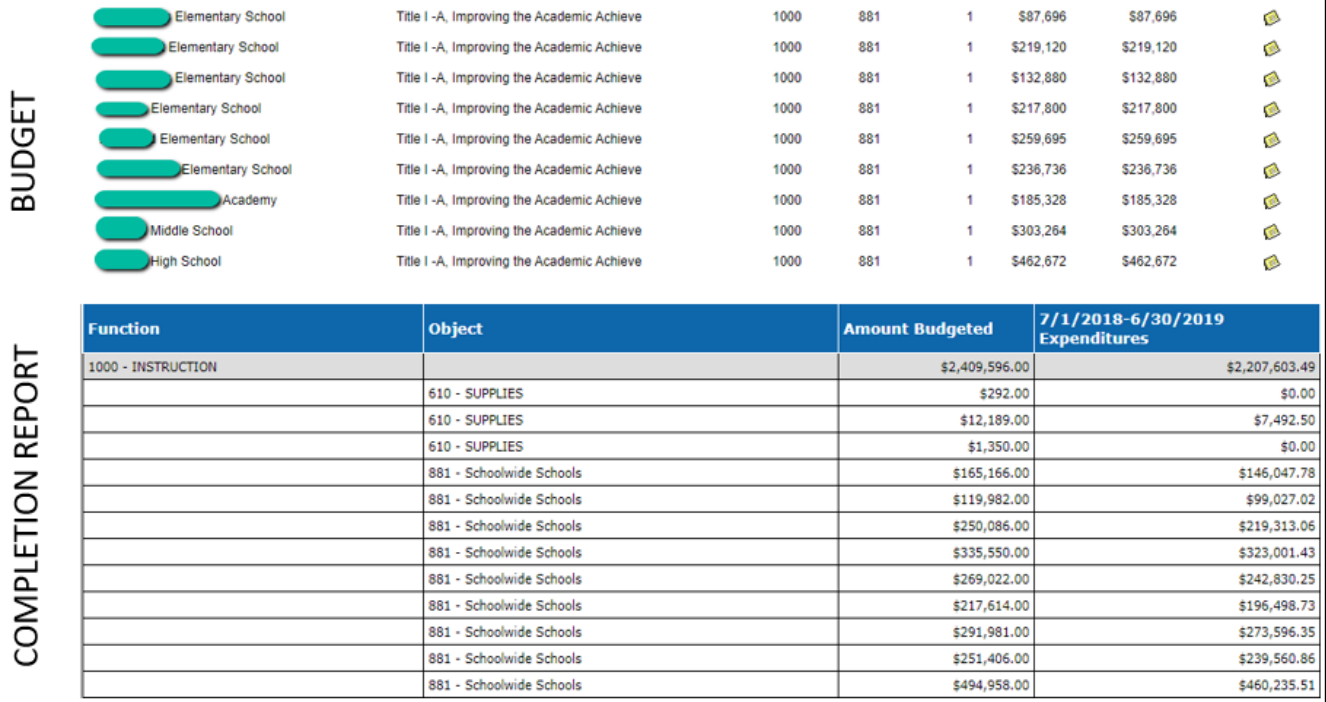 BUDGET
Elementary School Title I -A, Improving the Academic Achieve 1000 881 1 $87,696 $87,696
Elementary School Title I -A, Improving the Academic Achieve 1000 881 1 $219,120 $219,120
Elementary School Title I -A, Improving the Academic Achieve 1000 881 1 $132,880 $132,880
Elementary School Title I -A, Improving the Academic Achieve 1000 881 1 $217,800 $217,800
Elementary School Title I -A, Improving the Academic Achieve 1000 881 1 $259,695 $259,695
Elementary School Title I -A, Improving the Academic Achieve 1000 881 1 $236,736 $236,736
Academy Title I -A, Improving the Academic Achieve 1000 881 1 $185,328 $185,328
Middle School Title I -A, Improving the Academic Achieve 1000 881 1 $303,264 $303,264
High School Title I -A, Improving the Academic Achieve 1000 881 1 $462,672 $462,672
COMPLETION REPORT
Function Object Amount Budgeted 7/1/2018-6/30/2019
Expenditures
1000 - INSTRUCTION $2,409,596.00 $2,207,603.49
610 - SUPPLIES $292.00 $0.00
610 - SUPPLIES $12,189.00 $7,492.50
610 - SUPPLIES $1,350.00 $0.00
881 - Schoolwide Schools $165,166.00 $146,047.78
881 - Schoolwide Schools $119,982.00 $99,027.02
881 - Schoolwide Schools $250,086.00 $219,313.06
881 - Schoolwide Schools $335,550.00 $323,001.43
881 - Schoolwide Schools $269,022.00 $242,830.25
881 - Schoolwide Schools $217,614.00 $196,498.73
881 - Schoolwide Schools $291,981.00 $273,596.35
881 - Schoolwide Schools $251,406.00 $239,560.86
881 - Schoolwide Schools $494,958.00 $460,235.51